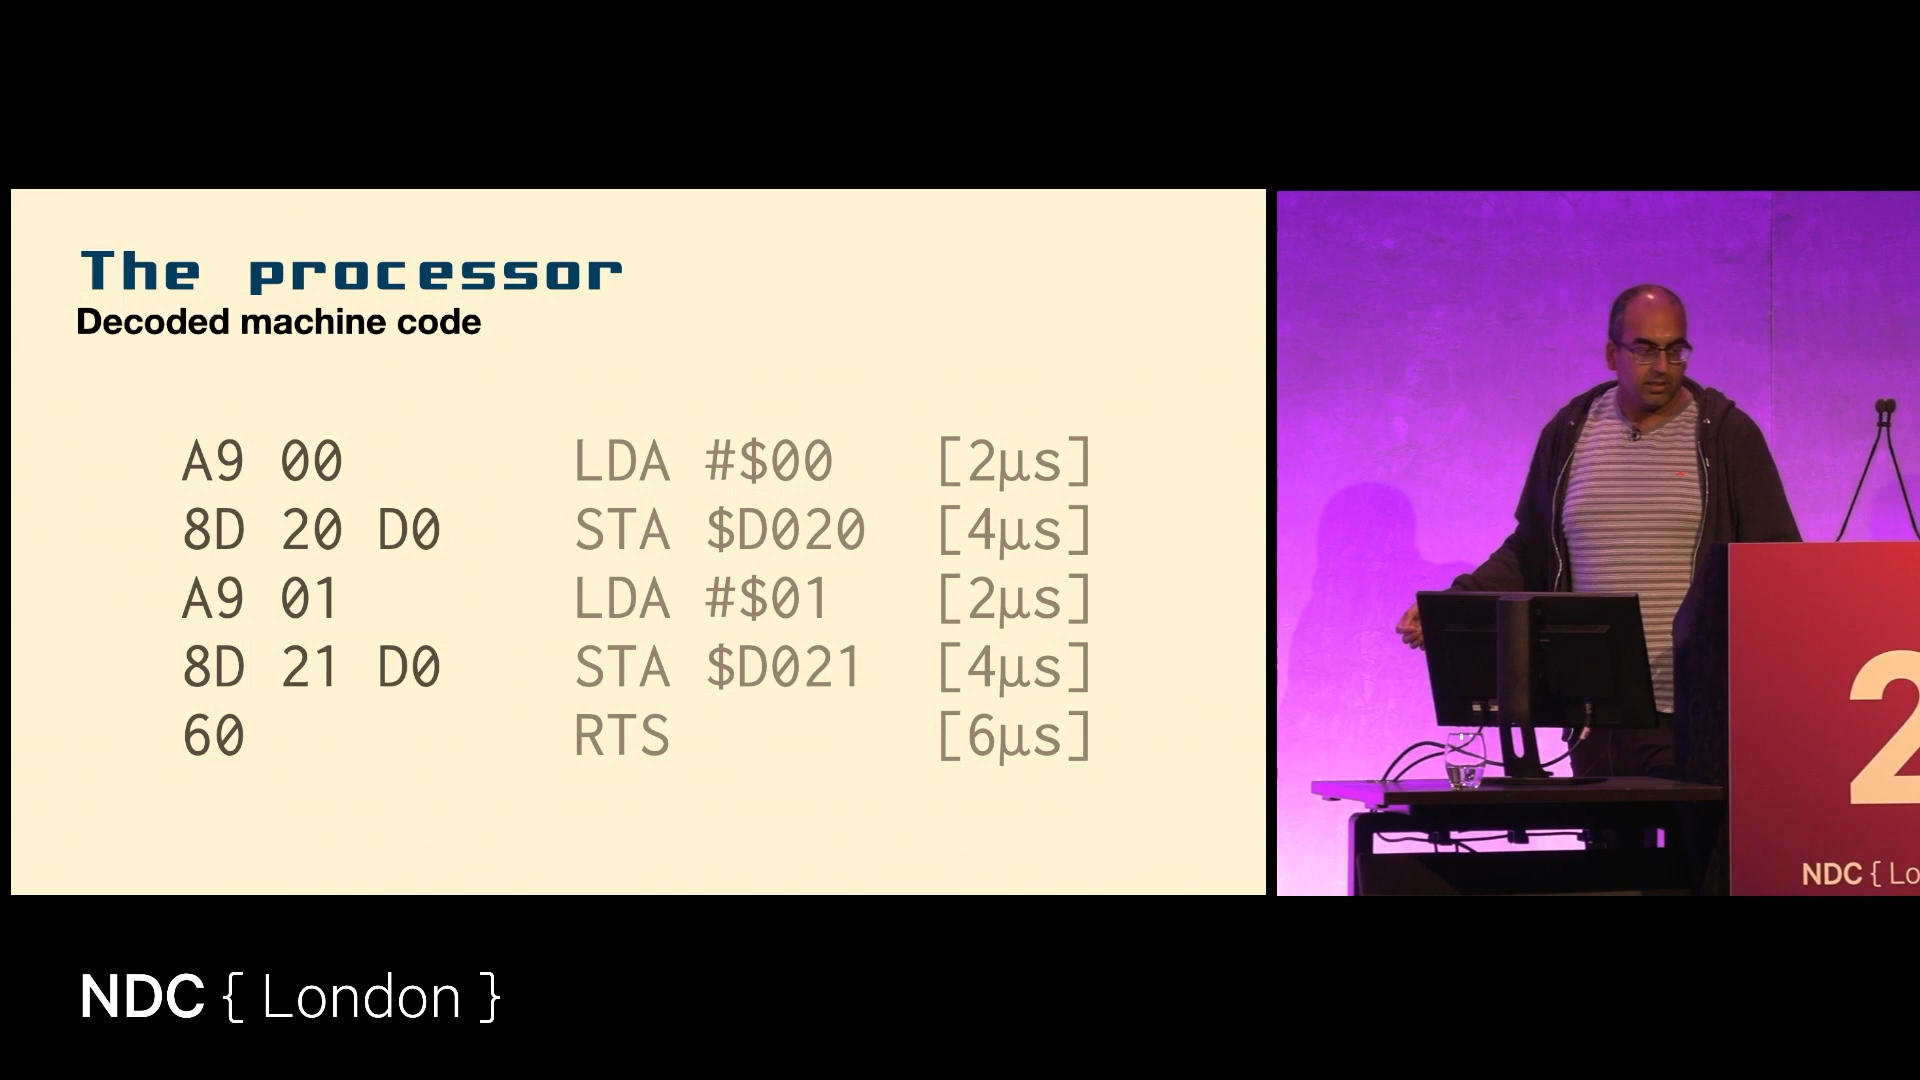 The processor
Decoded machine code
A9 00 LDA #$00 [2μs]
8D 20 D0 STA $D020 [4μs]
A9 01 LDA #$01 [2μs]
8D 21 D0 STA $D021 [4μs]
60 RTS [6μs]
2
NDC { Lo
NDC { London }